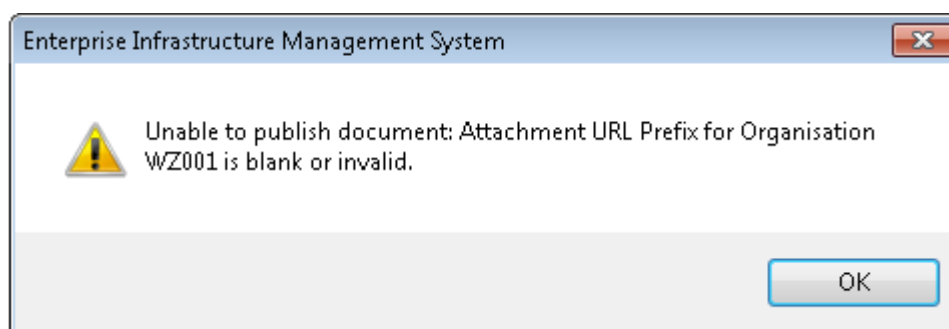 Enterprise Infrastructure Management System
Unable to publish document: Attachment URL Prefix for Organisation
WZ001 is blank or invalid.
OK